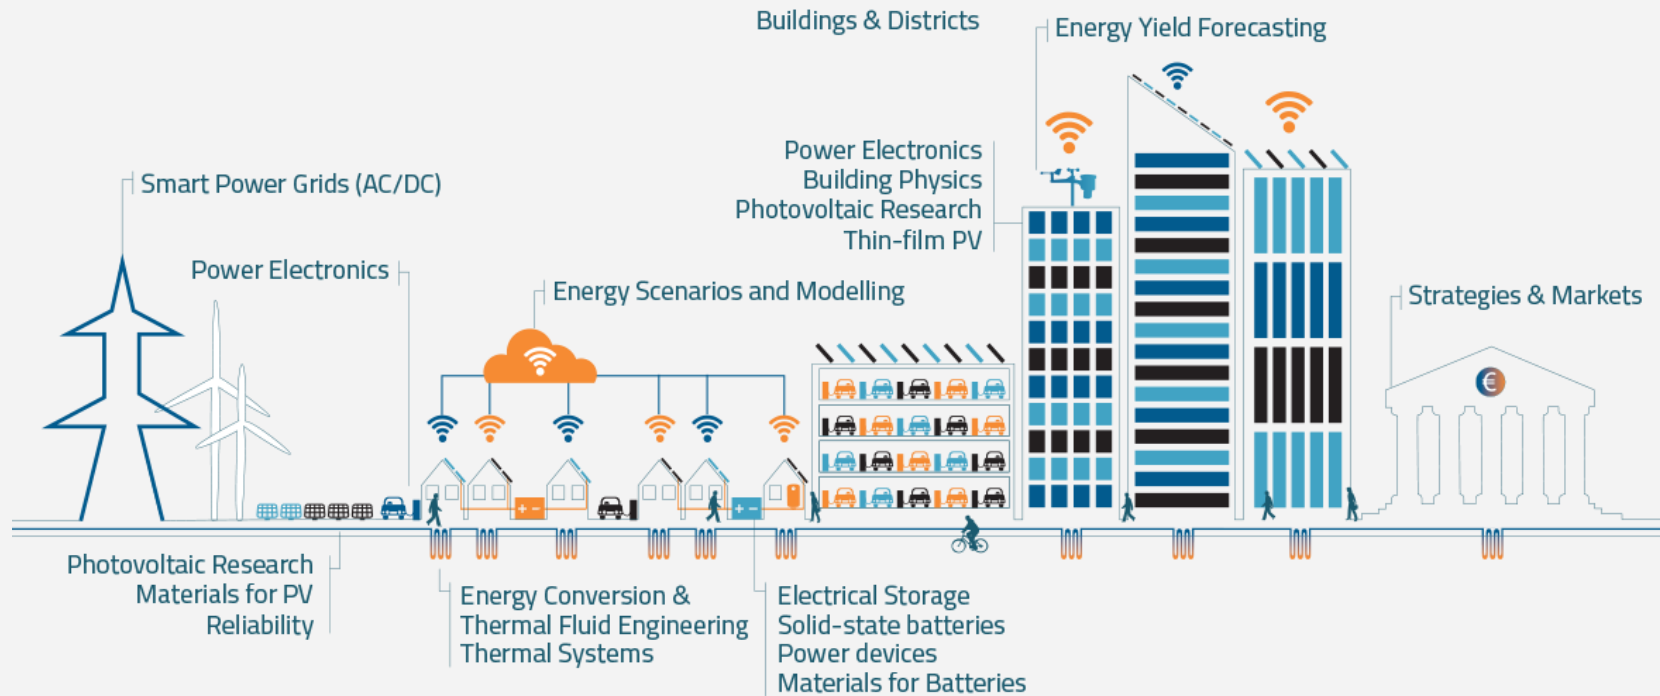 Buildings & Districts
Energy Yield Forecasting
Power Electronics
Building Physics
Photovoltaic Research
Thin-film PV
Smart Power Grids (AC/DC)
Power Electronics
Energy Scenarios and Modelling
Strategies & Markets
€
+ -
+ -
Photovoltaic Research
Materials for PV
Reliability
Energy Conversion &
Thermal Fluid Engineering
Thermal Systems
Electrical Storage
Solid-state batteries
Power devices
Materials for Batteries